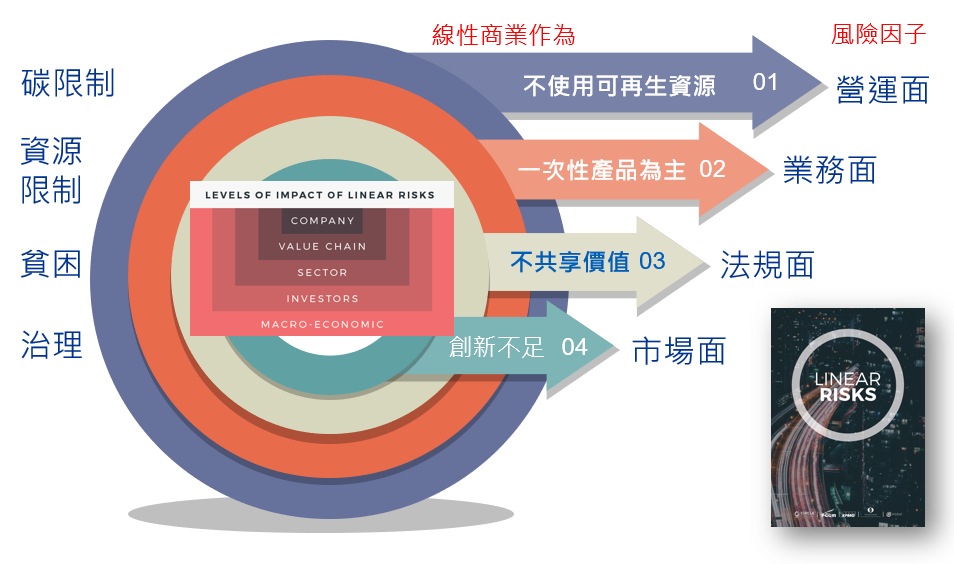 線性商業作為
風險因子
碳限制
不使用可再生資源 01
營運面
資源
限制
一次性產品為主 02
業務面
LEVELS OF IMPACT OF LINEAR RISKS
COMPANY
VALUE CHAIN
SECTOR
INVESTORS
MACRO-ECONOMIC
貧困
不共享價值 03
法規面
治理
創新不足 04
市場面
LINEAR
RISKS
KPMG